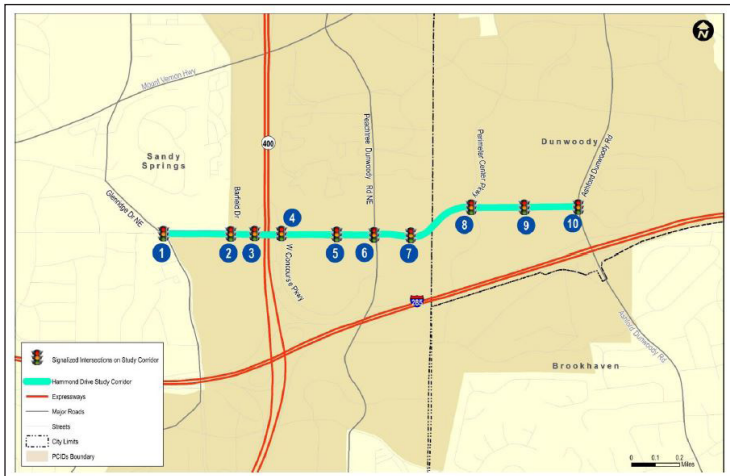 N
Mount Vernon Hwy
400
Sandy
Springs
Glenridge Dr NE
Barfield Dr
Peachtree Dunwoody Rd NE
Perimeter Center Pkwy
Dunwoody
Ashford Dunwoody Rd
4
1
2
3
W Concourse Pkwy
5
6
7
8
9
10
285
Ashford Dunwoody Rd
Brookhaven
Signalized Intersections on Study Corridor
Hammond Drive Study Corridor
Expressways
Major Roads
Streets
City Limits
PCIDs Boundary
0 0.1 0.2
Miles